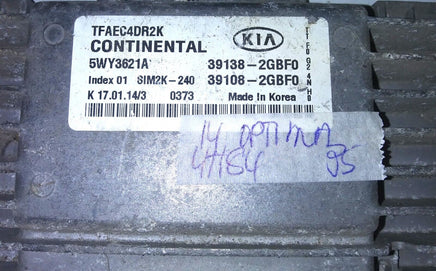 TFAEC4DR2K
CONTINENTAL KIA
5WY3621A 39138-2GBF0
Index 01 SIM2K-240 39108-2GBF0
K 17.01.14/3 0373 Made in Korea
14 OPTIMA
95